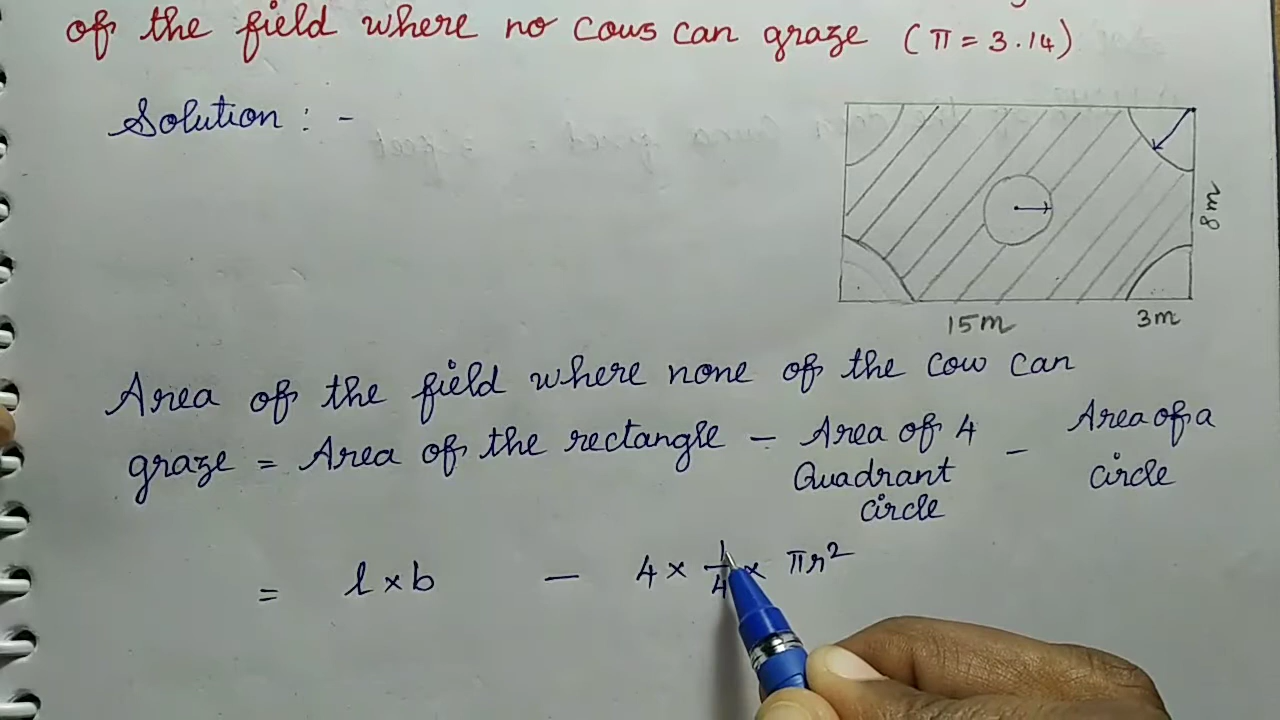 of the field where no cows can graze (π = 3.14)
Solution : -
8m
15m
3m
Area of the field where none of the cow can
graze = Area of the rectangle - Area of 4 Quadrant circle - Area of a circle
= l × b - 4 × 1/4 × πr²